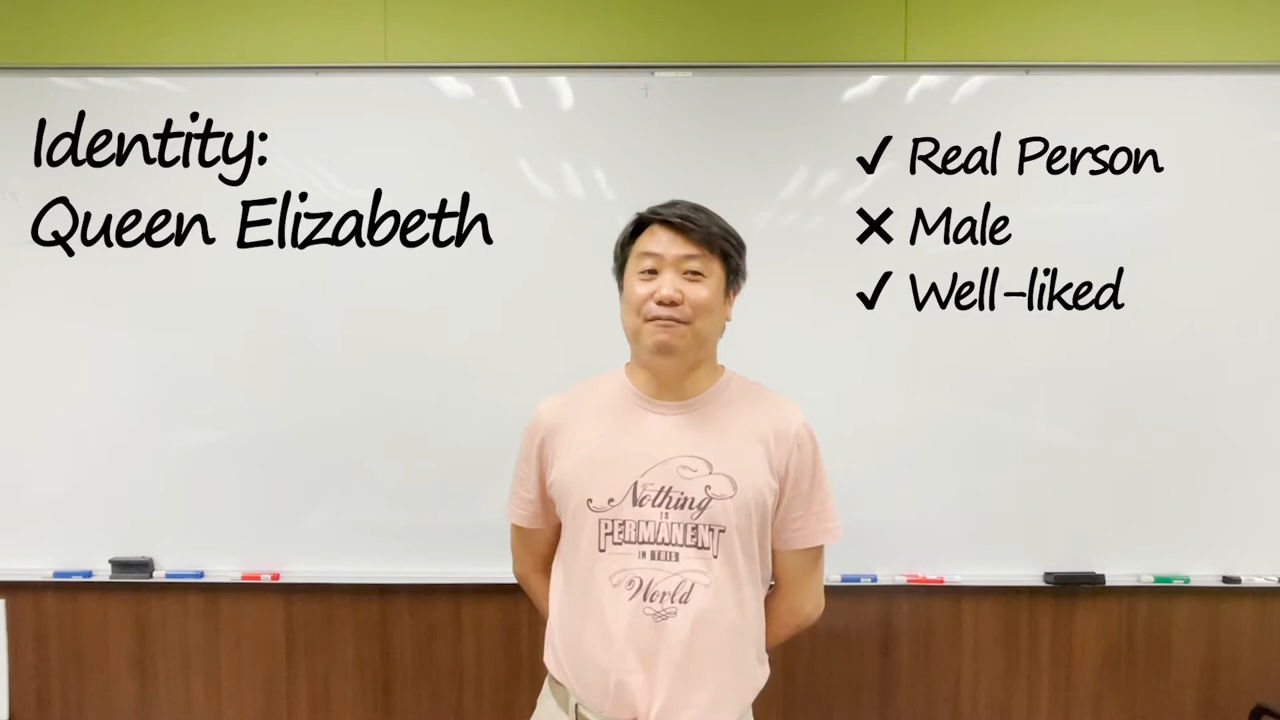 Identity:
Queen Elizabeth
✓ Real Person
✕ Male
✓ Well-liked
Nothing
IS
PERMANENT
IN THIS
World